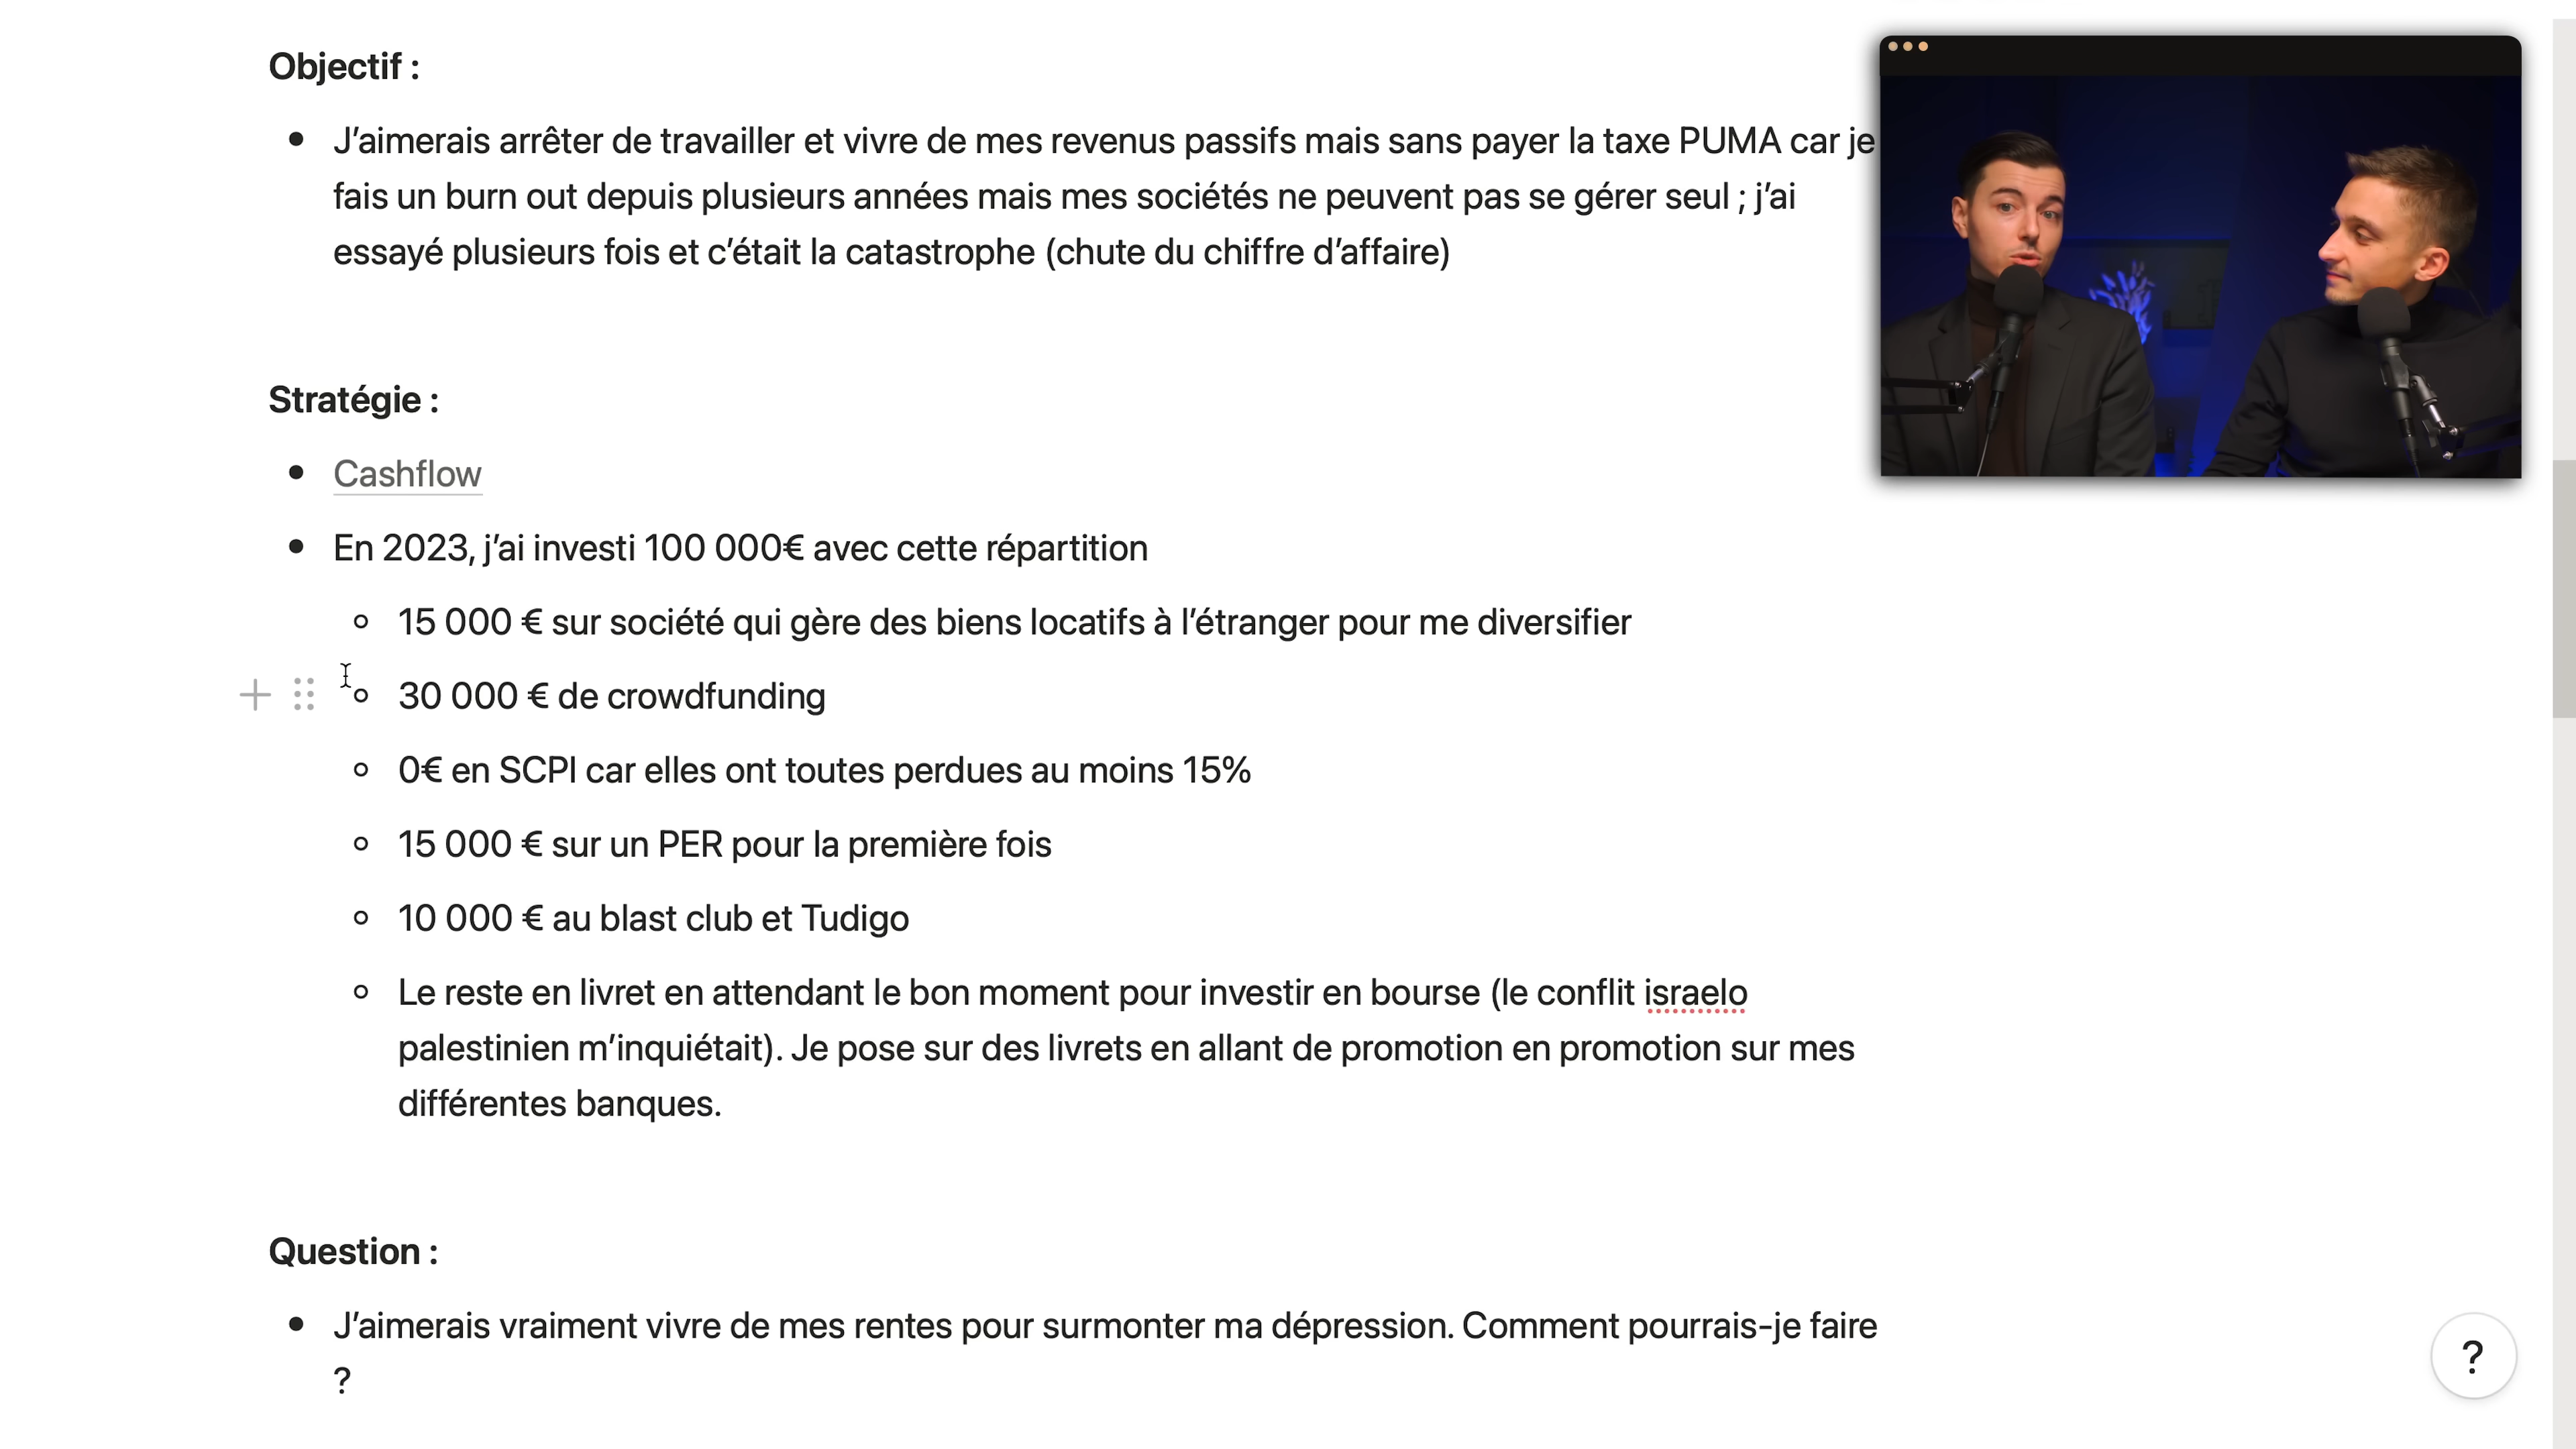 Objectif :
J’aimerais arrêter de travailler et vivre de mes revenus passifs mais sans payer la taxe PUMA car je
fais un burn out depuis plusieurs années mais mes sociétés ne peuvent pas se gérer seul ; j’ai
essayé plusieurs fois et c’était la catastrophe (chute du chiffre d’affaire)
Stratégie :
Cashflow
En 2023, j’ai investi 100 000€ avec cette répartition
15 000 € sur société qui gère des biens locatifs à l’étranger pour me diversifier
30 000 € de crowdfunding
0€ en SCPI car elles ont toutes perdues au moins 15%
15 000 € sur un PER pour la première fois
10 000 € au blast club et Tudigo
Le reste en livret en attendant le bon moment pour investir en bourse (le conflit israelo
palestinien m’inquiétait). Je pose sur des livrets en allant de promotion en promotion sur mes
différentes banques.
Question :
J’aimerais vraiment vivre de mes rentes pour surmonter ma dépression. Comment pourrais-je faire
?
?